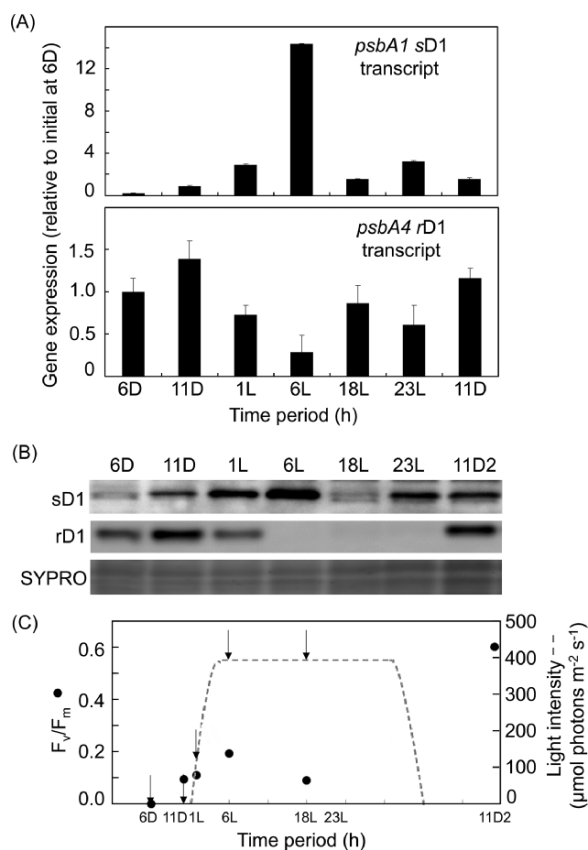 (A)
psbA1 sD1
transcript
12
8
4
0
psbA4 rD1
transcript
1.5
1.0
0.5
0
Gene expression (relative to initial at 6D)
6D 11D 1L 6L 18L 23L 11D
Time period (h)
(B)
6D 11D 1L 6L 18L 23L 11D2
sD1
rD1
SYPRO
(C)
0.6
0.4
0.2
0.0
Fv/Fm
500
400
300
200
100
0
Light intensity
(µmol photons m-2 s-1)
6D 11D 1L 6L 18L 23L 11D2
Time period (h)